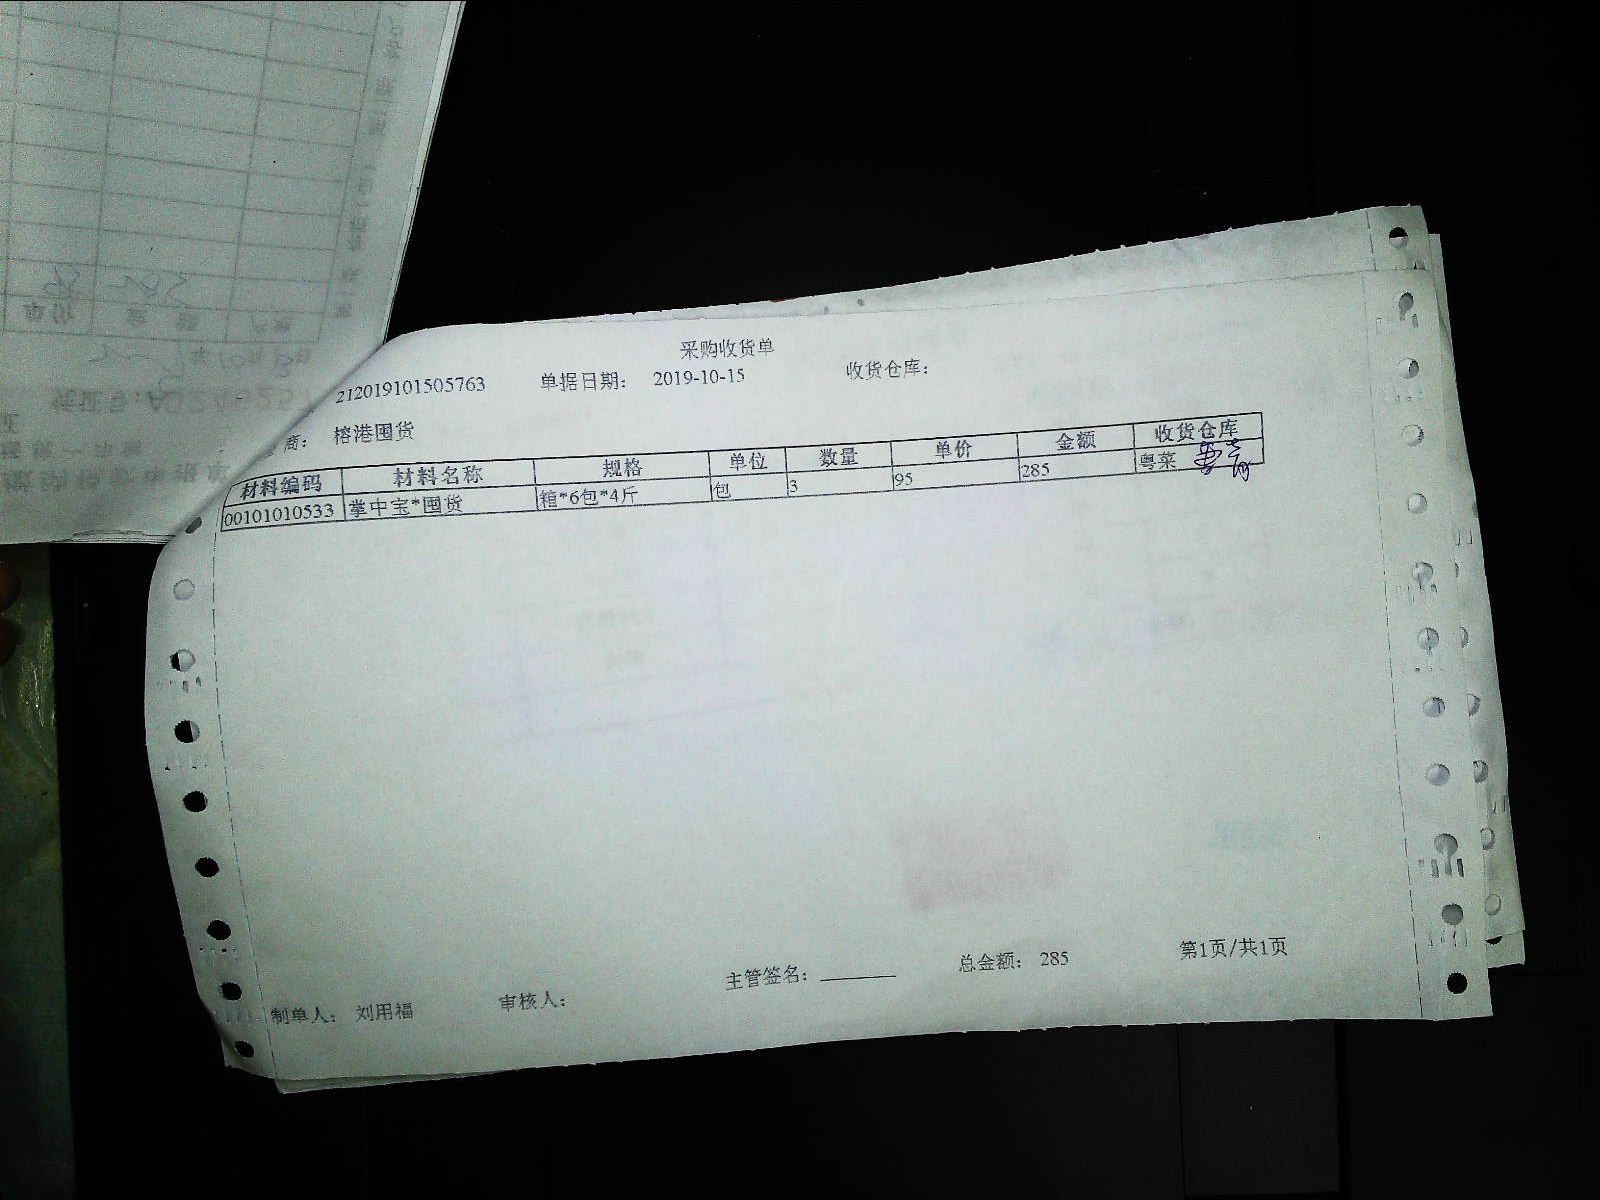 采购收货单
212019101505763 单据日期: 2019-10-15 收货仓库:
商: 榕港囤货
材料编码 材料名称 规格 单位 数量 单价 金额 收货仓库
00101010533 掌中宝*囤货 箱*6包*4斤 包 3 95 285 粤菜
主管签名: 总金额: 285 第1页/共1页
制单人: 刘用福 审核人: